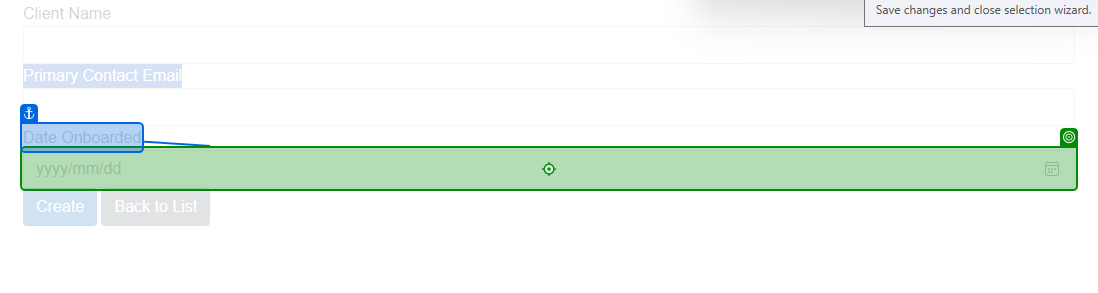 Client Name
Save changes and close selection wizard.
Primary Contact Email
Date Onboarded
yyyy/mm/dd
Create Back to List